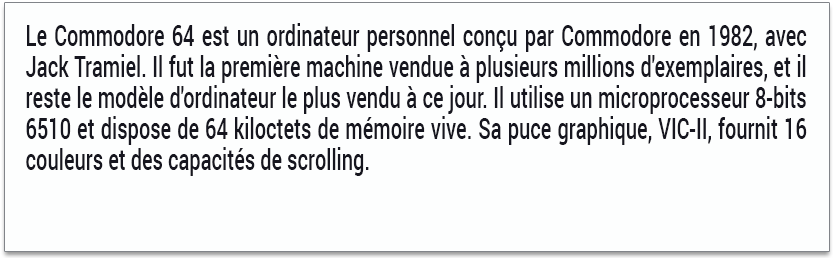 Le Commodore 64 est un ordinateur personnel conçu par Commodore en 1982, avec
Jack Tramiel. Il fut la première machine vendue à plusieurs millions d'exemplaires, et il
reste le modèle d'ordinateur le plus vendu à ce jour. Il utilise un microprocesseur 8-bits
6510 et dispose de 64 kiloctets de mémoire vive. Sa puce graphique, VIC-II, fournit 16
couleurs et des capacités de scrolling.